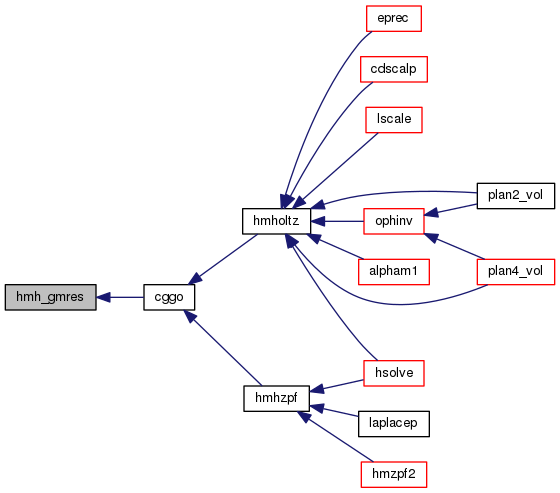 eprec
cdscalp
lscale
plan2_vol
hmholtz
ophinv
alpham1
plan4_vol
hmh_gmres
cggo
hsolve
hmhzpf
laplacep
hmzpf2